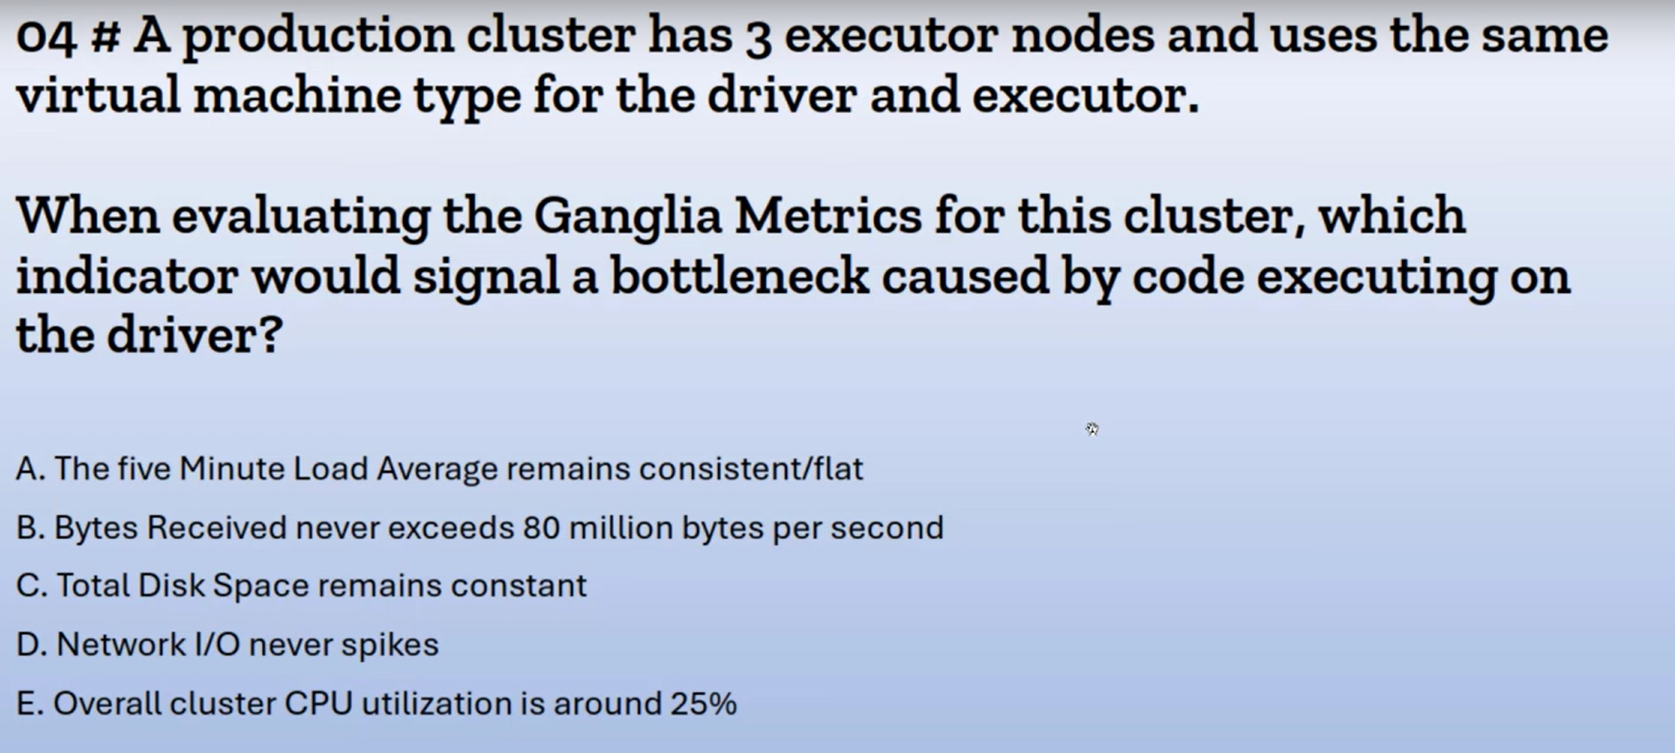 04 # A production cluster has 3 executor nodes and uses the same
virtual machine type for the driver and executor.
When evaluating the Ganglia Metrics for this cluster, which
indicator would signal a bottleneck caused by code executing on
the driver?
A. The five Minute Load Average remains consistent/flat
B. Bytes Received never exceeds 80 million bytes per second
C. Total Disk Space remains constant
D. Network I/O never spikes
E. Overall cluster CPU utilization is around 25%